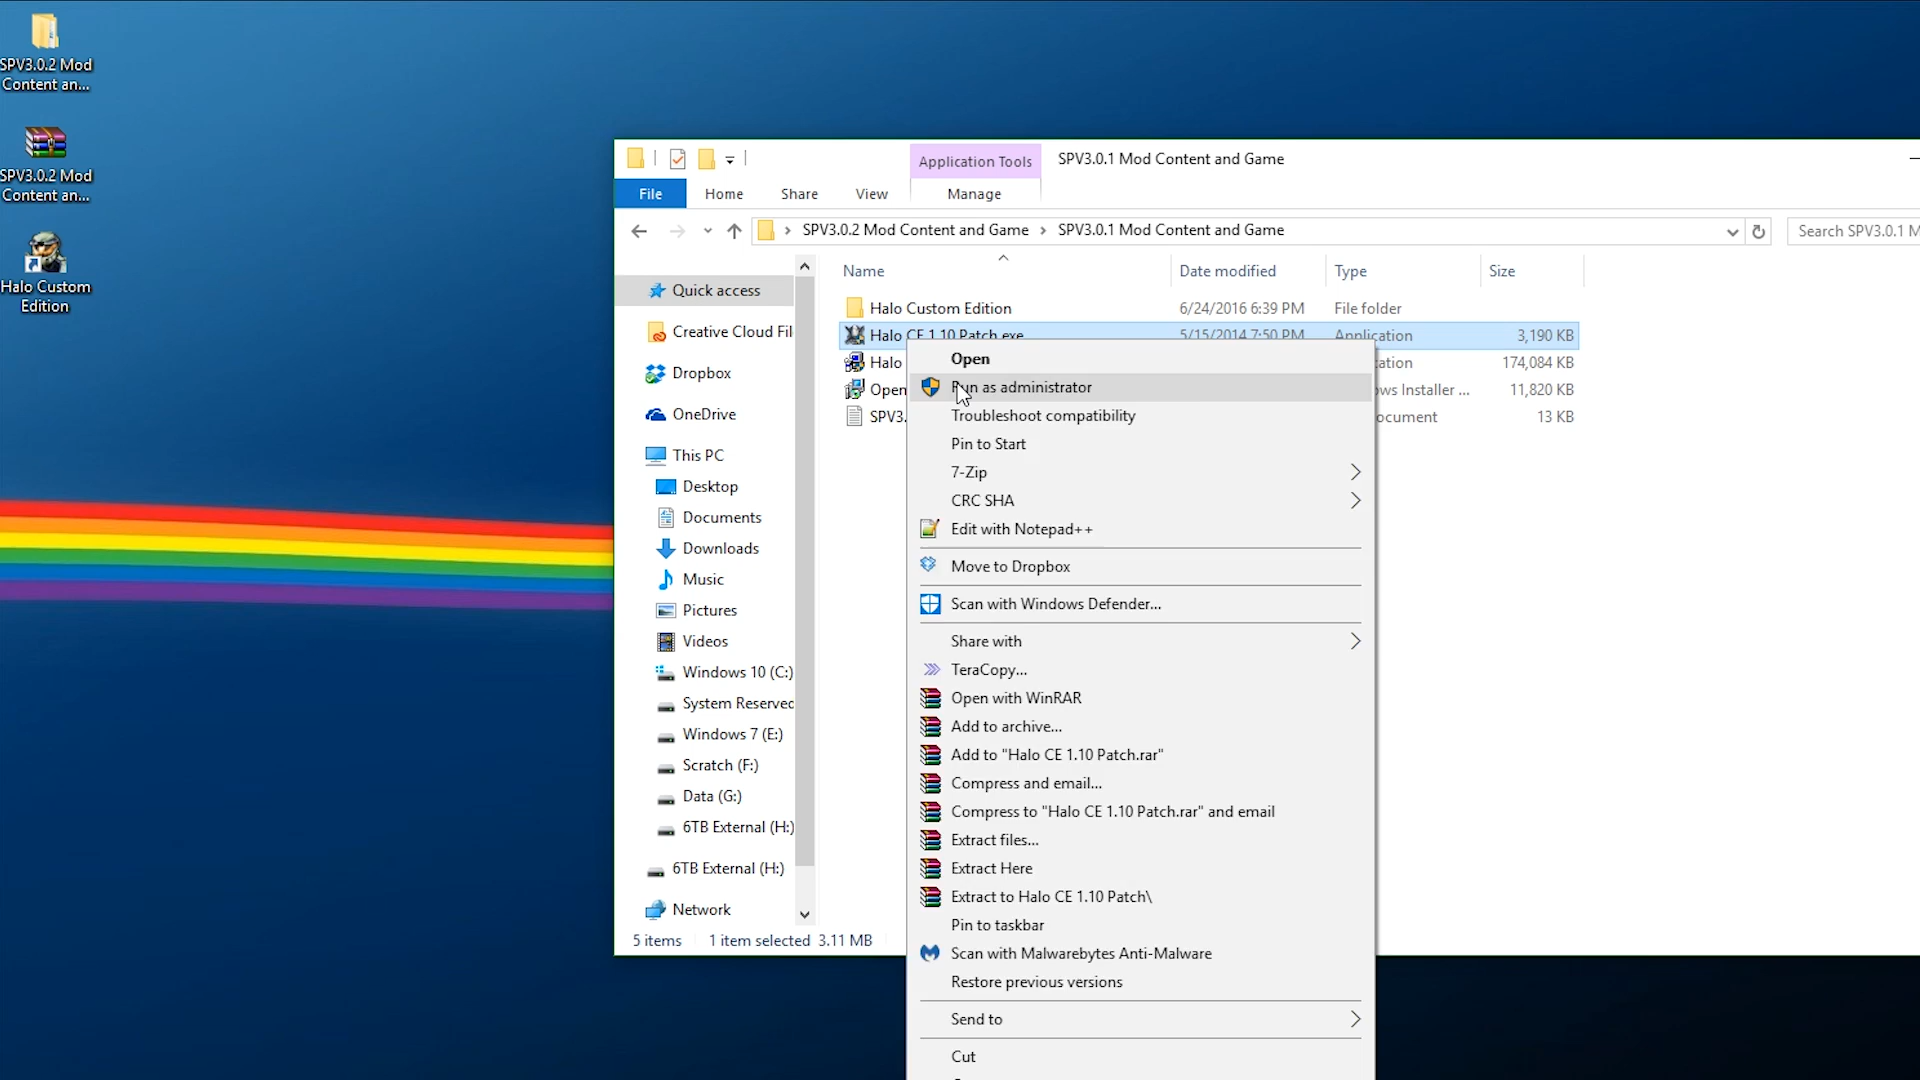 SPV3.0.2 Mod
Content an...
SPV3.0.2 Mod
Content an...
Halo Custom
Edition
Application Tools
SPV3.0.1 Mod Content and Game
File
Home
Share
View
Manage
SPV3.0.2 Mod Content and Game
SPV3.0.1 Mod Content and Game
Search SPV3.0.1 M
Name
Date modified
Type
Size
Quick access
Creative Cloud Fil
Dropbox
OneDrive
This PC
Desktop
Documents
Downloads
Music
Pictures
Videos
Windows 10 (C:)
System Reserved
Windows 7 (E:)
Scratch (F:)
Data (G:)
6TB External (H:)
6TB External (H:)
Network
Halo Custom Edition 6/24/2016 6:39 PM File folder
Halo CE 1.10 Patch.exe 5/15/2014 7:50 PM Application 3,190 KB
Halo 174,084 KB
Open Installer ... 11,820 KB
SPV3. 13 KB
Open
Run as administrator
Troubleshoot compatibility
Pin to Start
7-Zip
CRC SHA
Edit with Notepad++
Move to Dropbox
Scan with Windows Defender...
Share with
TeraCopy...
Open with WinRAR
Add to archive...
Add to "Halo CE 1.10 Patch.rar"
Compress and email...
Compress to "Halo CE 1.10 Patch.rar" and email
Extract files...
Extract Here
Extract to Halo CE 1.10 Patch\
Pin to taskbar
Scan with Malwarebytes Anti-Malware
Restore previous versions
Send to
Cut
5 items 1 item selected 3.11 MB